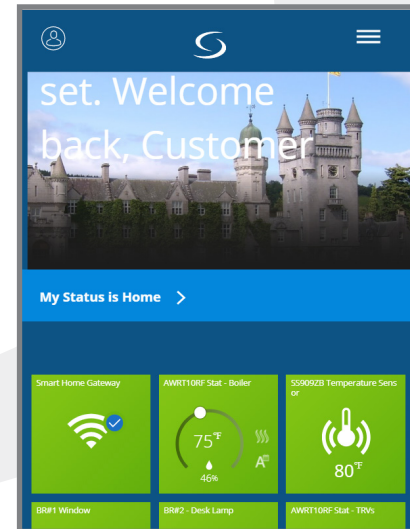 set. Welcome
back, Customer
My Status is Home
Smart Home Gateway
AWRT10RF Stat - Boiler
SS909ZB Temperature Sens
or
75°F
A
46%
80°F
BR#1 Window
BR#2 - Desk Lamp
AWRT10RF Stat - TRVs